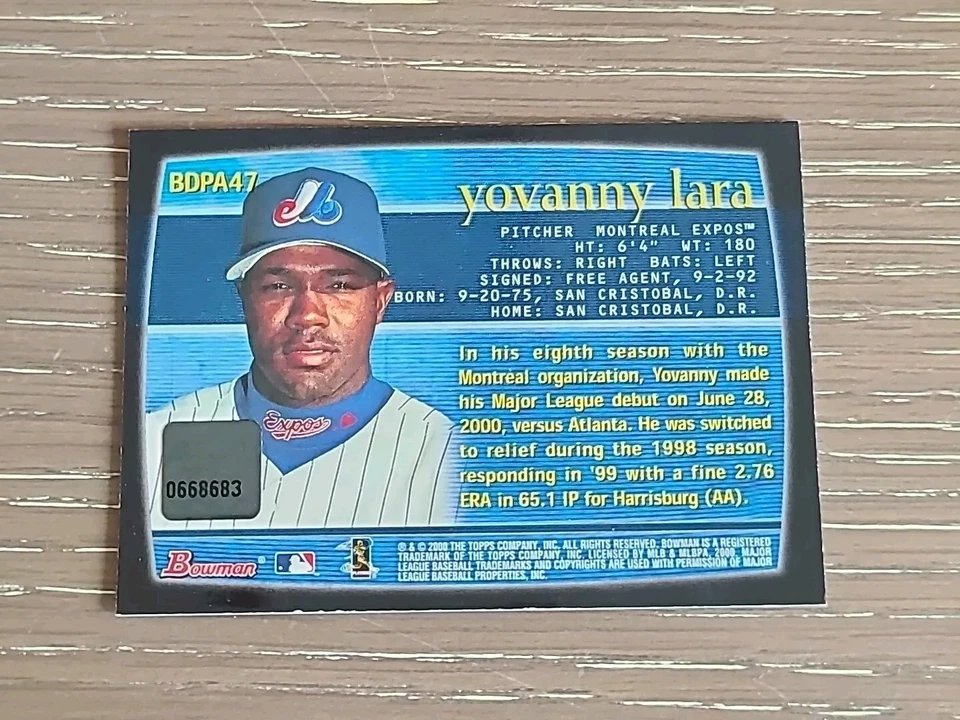 BDPA47
yovanny lara
PITCHER MONTREAL EXPOS™
HT: 6'4" WT: 180
THROWS: RIGHT BATS: LEFT
SIGNED: FREE AGENT, 9-2-92
BORN: 9-20-75, SAN CRISTOBAL, D.R.
HOME: SAN CRISTOBAL, D.R.
In his eighth season with the
Montreal organization, Yovanny made
his Major League debut on June 28,
2000, versus Atlanta. He was switched
to relief during the 1998 season,
responding in '99 with a fine 2.76
ERA in 65.1 IP for Harrisburg (AA).
Expos
0668683
Bowman®
® & © 2000 THE TOPPS COMPANY, INC. ALL RIGHTS RESERVED. BOWMAN IS A REGISTERED
TRADEMARK OF THE TOPPS COMPANY, INC. LICENSED BY MLB & MLBPA, 2000. MAJOR
LEAGUE BASEBALL TRADEMARKS AND COPYRIGHTS ARE USED WITH PERMISSION OF MAJOR
LEAGUE BASEBALL PROPERTIES, INC.